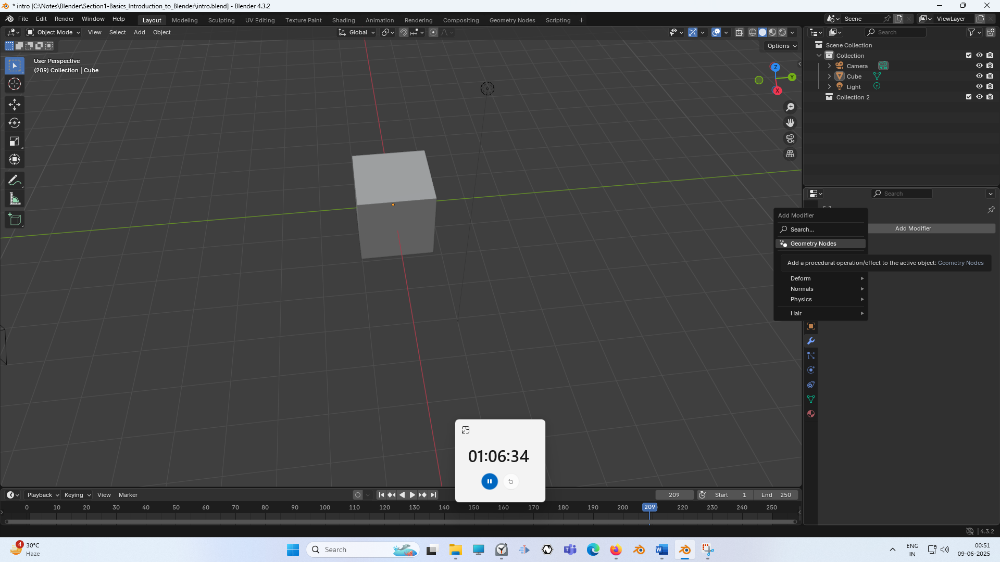 * intro [C:\Notes\Blender\Section1-Basics_Introduction_to_Blender\intro.blend] - Blender 4.3.2
File Edit Render Window Help Layout Modeling Sculpting UV Editing Texture Paint Shading Animation Rendering Compositing Geometry Nodes Scripting + Scene ViewLayer
Object Mode View Select Add Object Global Search
Options
User Perspective
(209) Collection | Cube
Z
Y
X
Scene Collection
Collection
Camera
Cube
Light
Collection 2
Search
Add Modifier
Search...
Add Modifier
Geometry Nodes
Add a procedural operation/effect to the active object: Geometry Nodes
Deform
Normals
Physics
Hair
01:06:34
Playback Keying View Marker 209 Start 1 End 250
0 10 20 30 40 50 60 70 80 90 100 110 120 130 140 150 160 170 180 190 200 209 220 230 240 250
4.3.2
4
30°C
Haze
Search
ENG
IN
00:51
09-06-2025